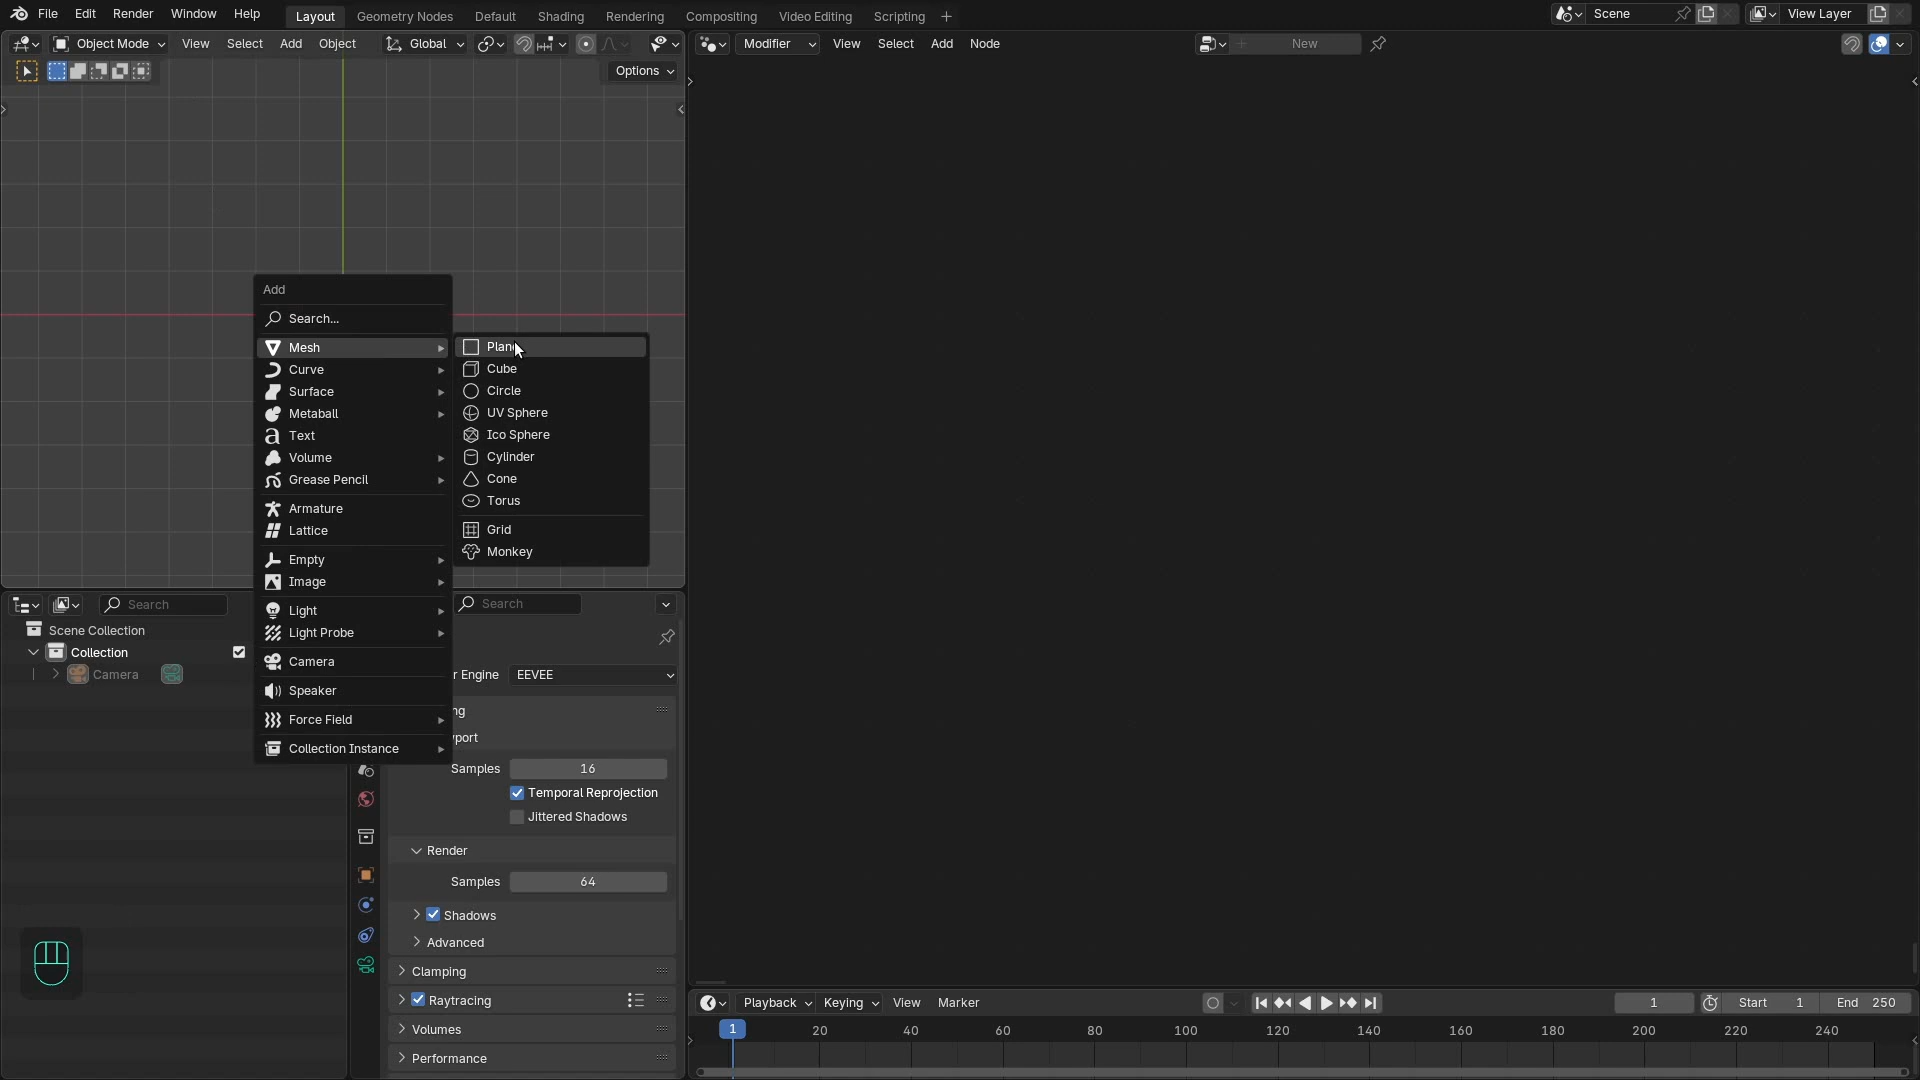 File Edit Render Window Help Layout Geometry Nodes Default Shading Rendering Compositing Video Editing Scripting Scene View Layer
Object Mode View Select Add Object Global Modifier View Select Add Node New
Options
Add
Search...
Mesh
Curve
Surface
Metaball
Text
Volume
Grease Pencil
Armature
Lattice
Empty
Image
Light
Light Probe
Camera
Speaker
Force Field
Collection Instance
Plane
Cube
Circle
UV Sphere
Ico Sphere
Cylinder
Cone
Torus
Grid
Monkey
Search
Scene Collection
Collection
Camera
Search
r Engine EEVEE
ng
port
Samples 16
Temporal Reprojection
Jittered Shadows
Render
Samples 64
Shadows
Advanced
Clamping
Raytracing
Volumes
Performance
Playback Keying View Marker 1 Start 1 End 250
1 20 40 60 80 100 120 140 160 180 200 220 240